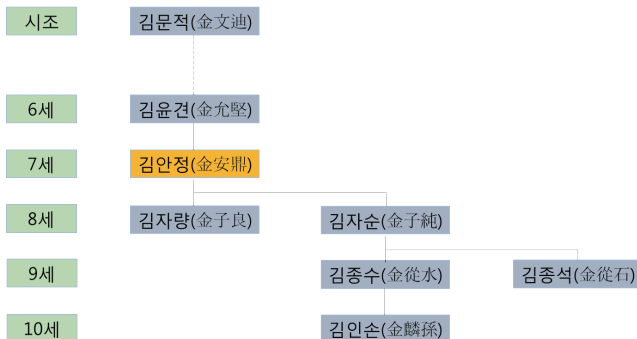 시조 김문적(金文迪)
6세 김윤견(金允堅)
7세 김안정(金安鼎)
8세 김자량(金子良) 김자순(金子純)
9세 김종수(金從水) 김종석(金從石)
10세 김인손(金麟孫)